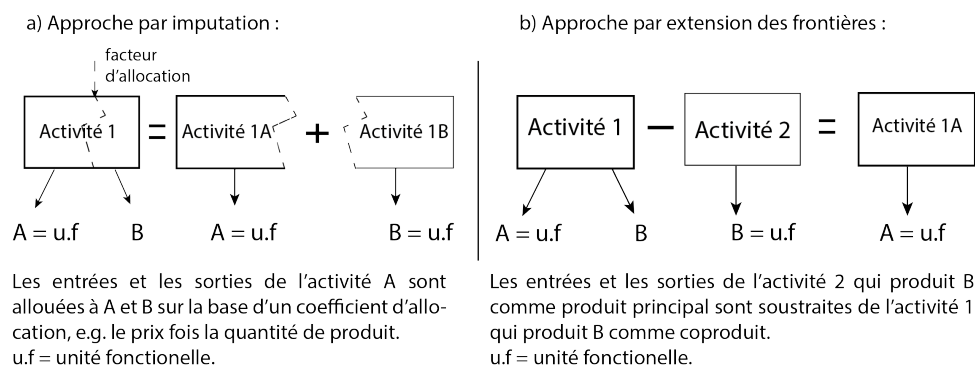 a) Approche par imputation :
facteur
d'allocation
Activité 1
=
Activité 1A
+
Activité 1B
A = u.f
B
A = u.f
B = u.f
Les entrées et les sorties de l'activité A sont
allouées à A et B sur la base d'un coefficient d'allo-
cation, e.g. le prix fois la quantité de produit.
u.f = unité fonctionelle.
b) Approche par extension des frontières :
Activité 1
–
Activité 2
=
Activité 1A
A = u.f
B
B = u.f
A = u.f
Les entrées et les sorties de l'activité 2 qui produit B
comme produit principal sont soustraites de l'activité 1
qui produit B comme coproduit.
u.f = unité fonctionelle.